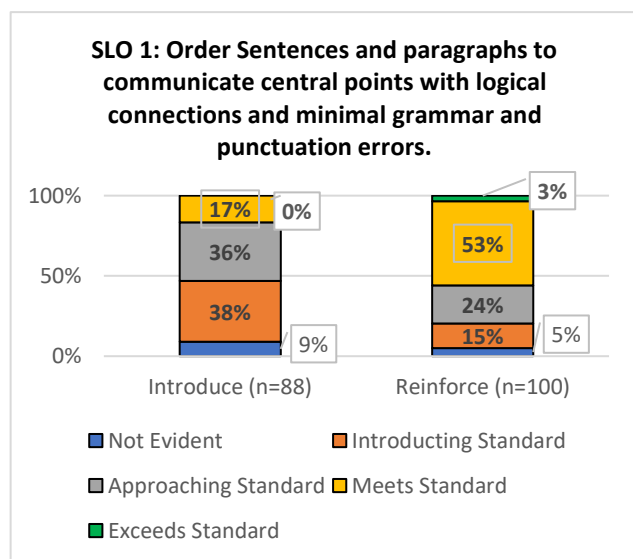 SLO 1: Order Sentences and paragraphs to
communicate central points with logical
connections and minimal grammar and
punctuation errors.
100%
50%
0%
17%
0%
36%
38%
9%
3%
53%
24%
15%
5%
Introduce (n=88)
Reinforce (n=100)
Not Evident
Introducting Standard
Approaching Standard
Meets Standard
Exceeds Standard